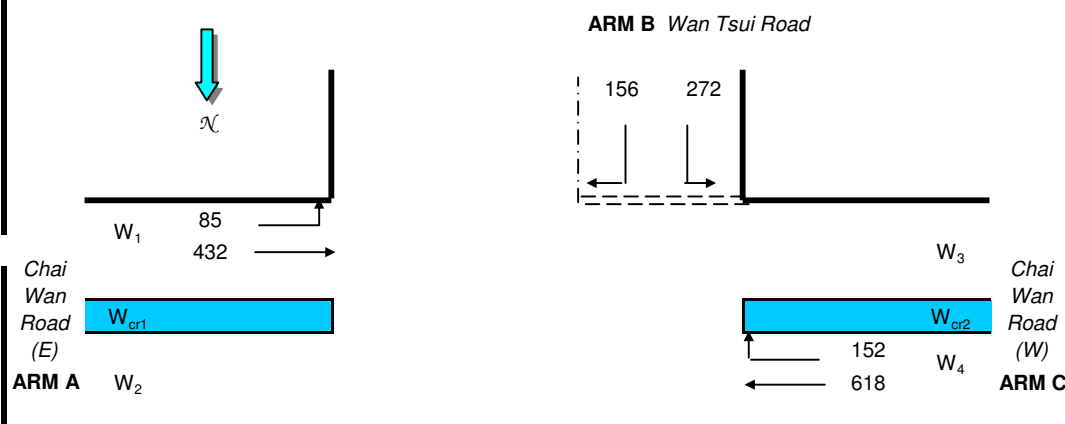 ARM B Wan Tsui Road
156 272
N
85
W1
432
W3
Chai
Wan
Road
(E)
Chai
Wan
Road
(W)
Wcr1
Wcr2
152
W4
ARM A W2
618
ARM C